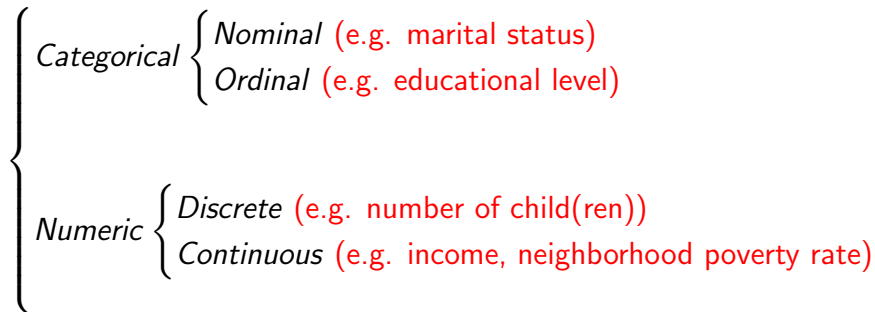 Categorical Nominal (e.g. marital status)
Ordinal (e.g. educational level)
Numeric Discrete (e.g. number of child(ren))
Continuous (e.g. income, neighborhood poverty rate)